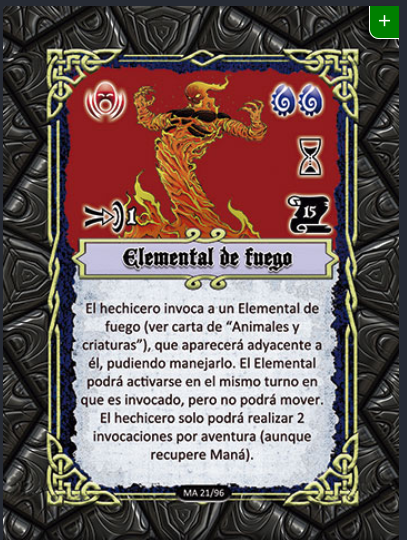 +
1
15
Elemental de fuego
El hechicero invoca a un Elemental de
fuego (ver carta de “Animales y
criaturas”), que aparecerá adyacente a
él, pudiendo manejarlo. El Elemental
podrá activarse en el mismo turno en
que es invocado, pero no podrá mover.
El hechicero solo podrá realizar 2
invocaciones por aventura (aunque
recupere Maná).
MA 21/96